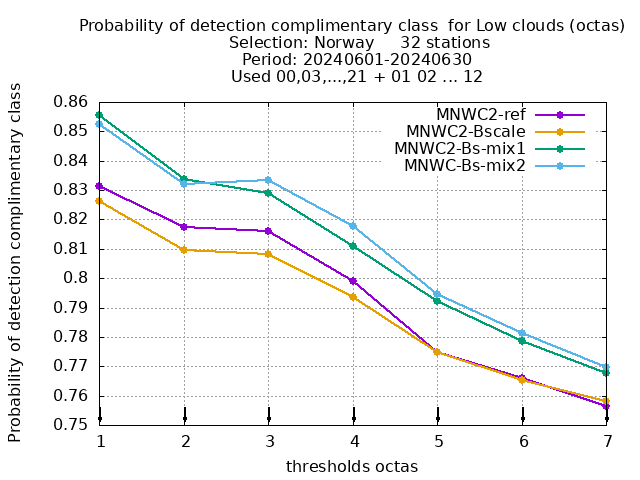 Probability of detection complimentary class  for Low clouds (octas)
Selection: Norway     32 stations
Period: 20240601-20240630
Used 00,03,...,21 + 01 02 ... 12
Probability of detection complimentary class
0.86
0.85
0.84
0.83
0.82
0.81
0.8
0.79
0.78
0.77
0.76
0.75
MNWC2-ref
MNWC2-Bscale
MNWC2-Bs-mix1
MNWC-Bs-mix2
1 2 3 4 5 6 7
thresholds octas